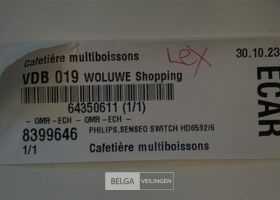 Cafetière multiboissons
Lex
30.10.23
VDB 019 WOLUWE Shopping
64350611 (1/1)
- OMR-ECH - OMR-ECH -
8399646 PHILIPS,SENSEO SWITCH HD6592/6
1/1 Cafetière multiboissons
ECAR
BELGA VEILINGEN